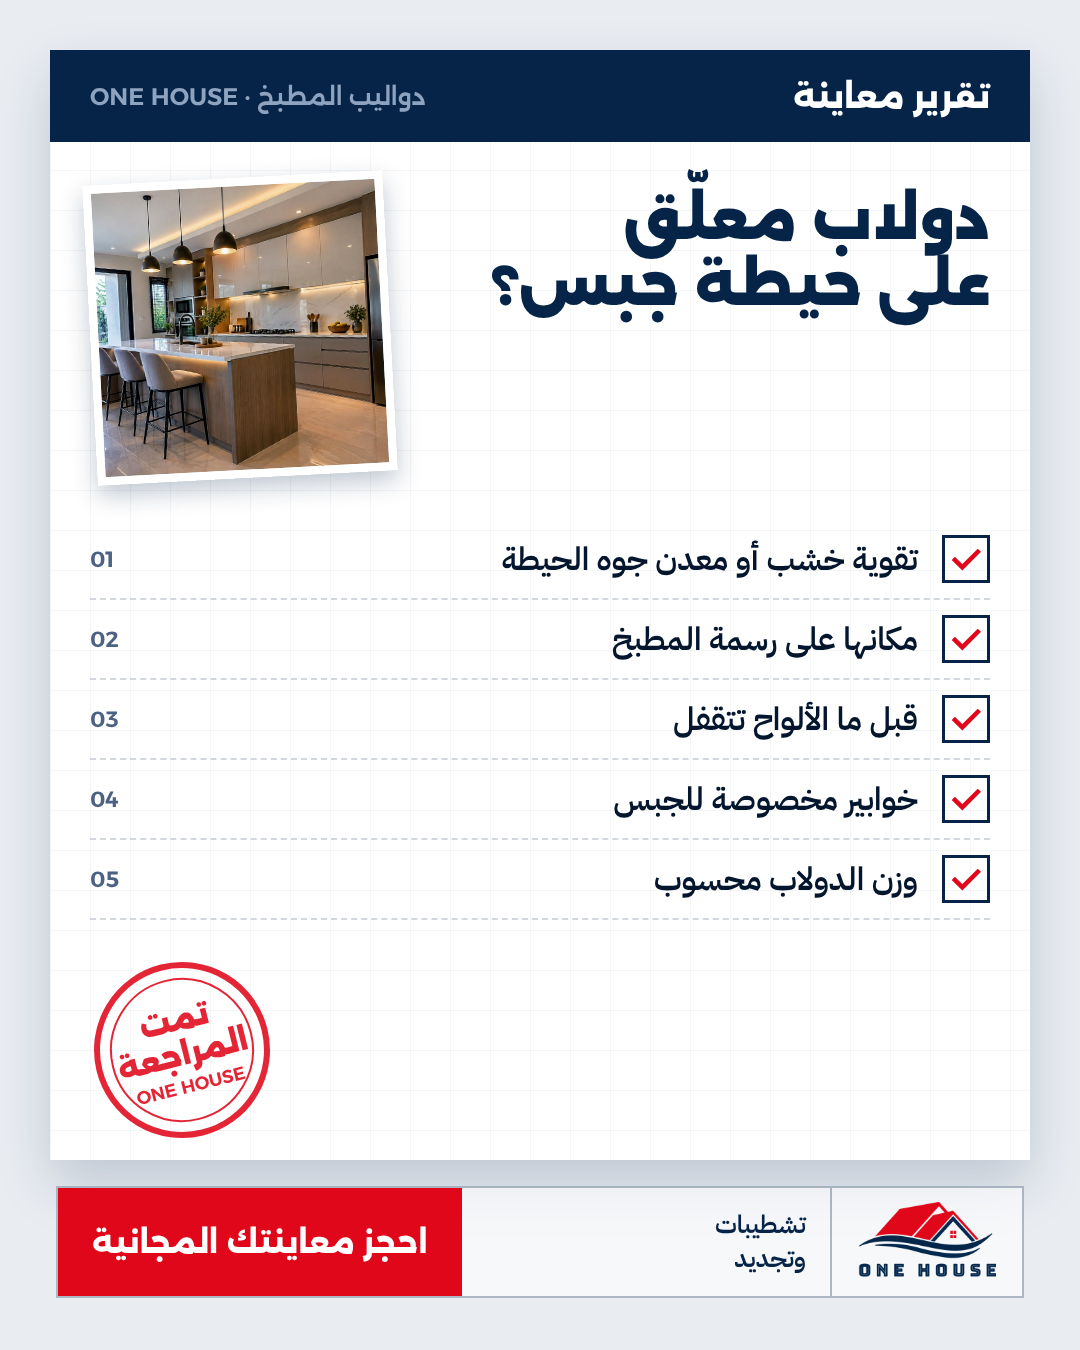 تقرير معاينة
دواليب المطبخ · ONE HOUSE
دولاب معلّق
على حيطة جبس؟
تقوية خشب أو معدن جوه الحيطة
01
مكانها على رسمة المطبخ
02
قبل ما الألواح تتقفل
03
خوابير مخصوصة للجبس
04
وزن الدولاب محسوب
05
تمت
المراجعة
ONE HOUSE
ONE HOUSE
تشطيبات
وتجديد
احجز معاينتك المجانية